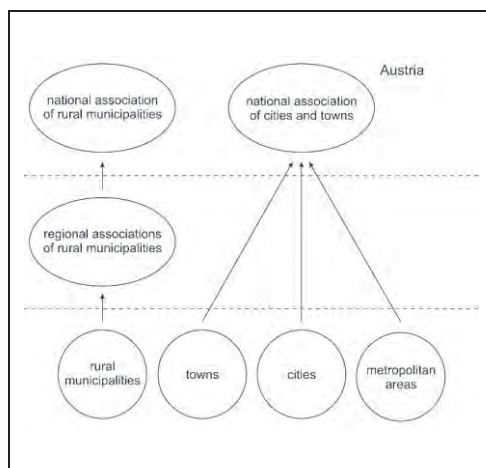 Austria
national association
of rural municipalities
national association
of cities and towns
regional associations
of rural municipalities
rural
municipalities
towns
cities
metropolitan
areas